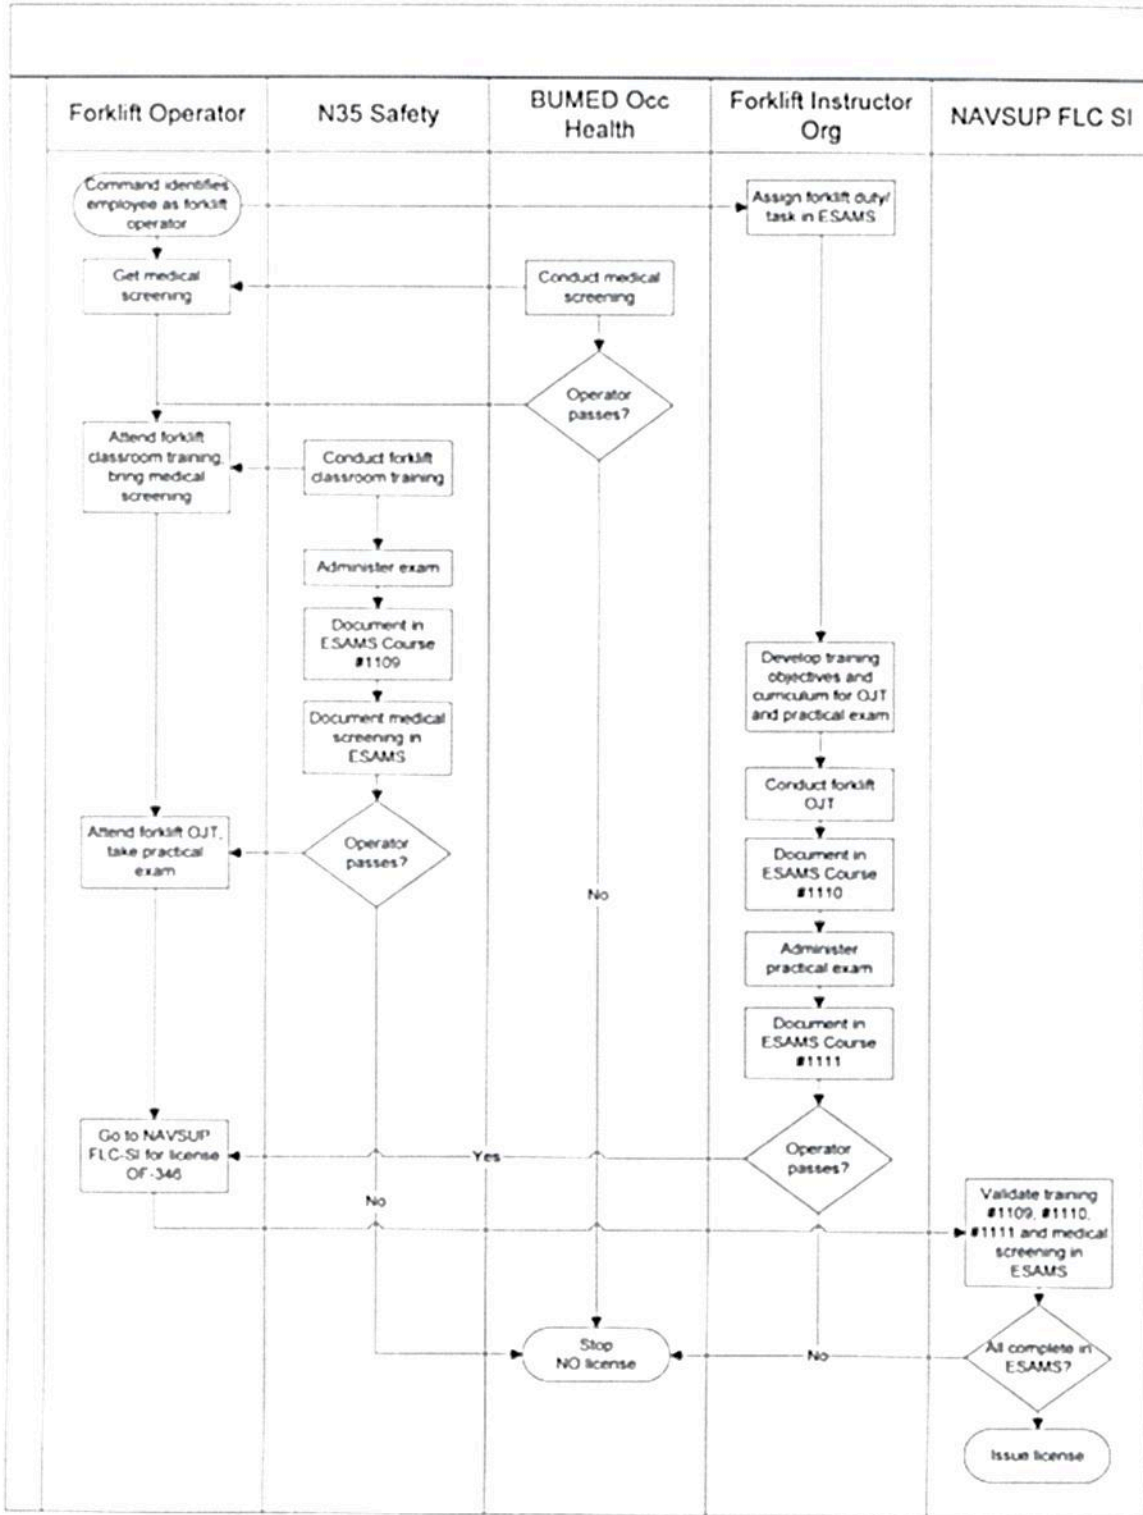 Forklift Operator
N35 Safety
BUMED Occ
Health
Forklift Instructor
Org
NAVSUP FLC SI
Command identifies
employee as forklift
operator
Assign forklift duty/
task in ESAMS
Get medical
screening
Conduct medical
screening
Operator
passes?
Attend forklift
classroom training,
bring medical
screening
Conduct forklift
classroom training
Administer exam
Document in
ESAMS Course
#1109
Develop training
objectives and
curriculum for OJT
and practical exam
Document medical
screening in
ESAMS
Conduct forklift
OJT
Attend forklift OJT,
take practical
exam
Operator
passes?
Document in
ESAMS Course
#1110
No
Administer
practical exam
Document in
ESAMS Course
#1111
Go to NAVSUP
FLC-SI for license
OF-346
Yes
Operator
passes?
No
Validate training
#1109, #1110,
#1111 and medical
screening in
ESAMS
Stop
NO license
No
All complete in
ESAMS?
Issue license